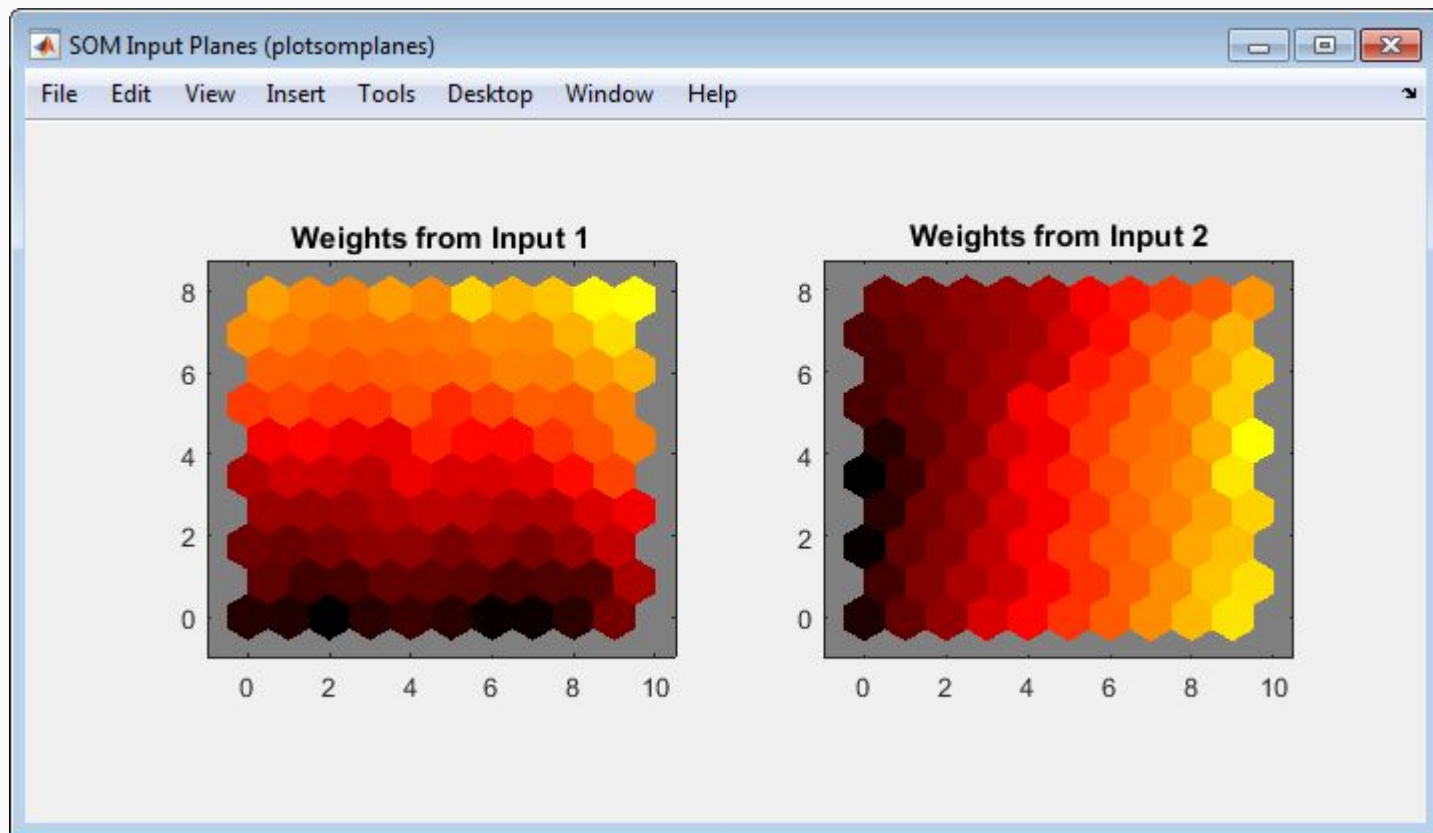 SOM Input Planes (plotsomplanes)
File Edit View Insert Tools Desktop Window Help
Weights from Input 1
8
6
4
2
0
0 2 4 6 8 10
Weights from Input 2
8
6
4
2
0
0 2 4 6 8 10